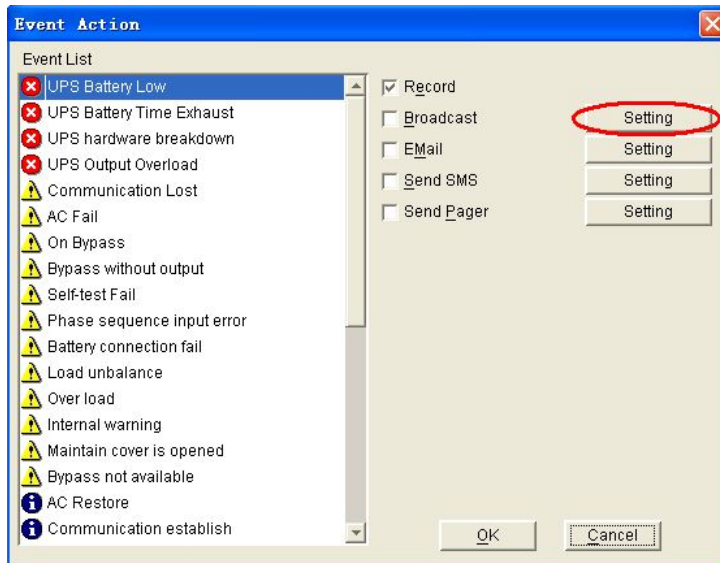 Event Action
Event List
UPS Battery Low
UPS Battery Time Exhaust
UPS hardware breakdown
UPS Output Overload
Communication Lost
AC Fail
On Bypass
Bypass without output
Self-test Fail
Phase sequence input error
Battery connection fail
Load unbalance
Over load
Internal warning
Maintain cover is opened
Bypass not available
AC Restore
Communication establish
Record
Broadcast Setting
EMail Setting
Send SMS Setting
Send Pager Setting
OK Cancel